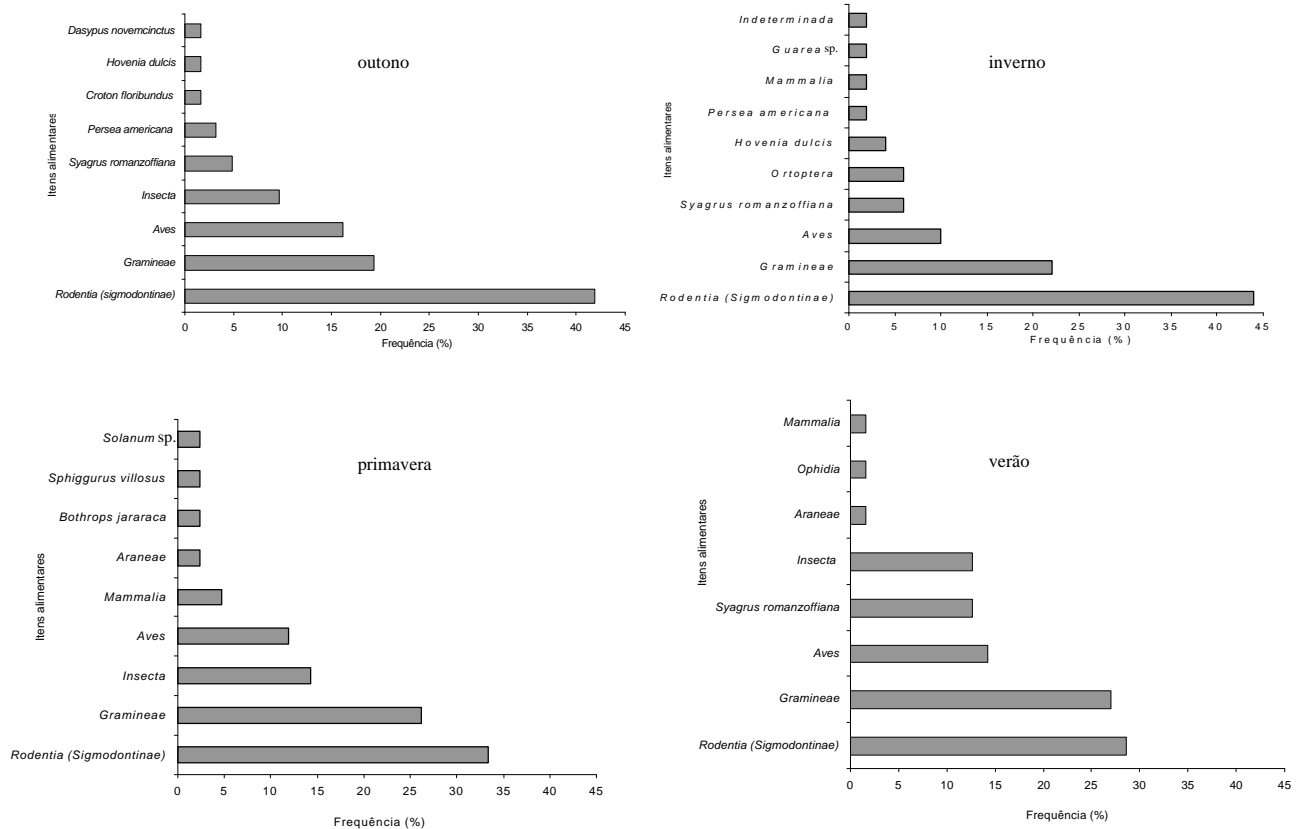 outono
Itens alimentares
Dasypus novemcinctus
Hovenia dulcis
Croton floribundus
Persea americana
Syagrus romanzoffiana
Insecta
Aves
Gramineae
Rodentia (sigmodontinae)
0 5 10 15 20 25 30 35 40 45
Frequência (%)
inverno
Itens alimentares
Indeterminada
Guarea sp.
Mammalia
Persea americana
Hovenia dulcis
Ortoptera
Syagrus romanzoffiana
Aves
Gramineae
Rodentia (Sigmodontinae)
0 5 10 15 20 25 30 35 40 45
Frequência (%)
primavera
Itens alimentares
Solanum sp.
Sphiggurus villosus
Bothrops jararaca
Araneae
Mammalia
Aves
Insecta
Gramineae
Rodentia (Sigmodontinae)
0 5 10 15 20 25 30 35 40 45
Frequência (%)
verão
Itens alimentares
Mammalia
Ophidia
Araneae
Insecta
Syagrus romanzoffiana
Aves
Gramineae
Rodentia (Sigmodontinae)
0 5 10 15 20 25 30 35 40 45
Frequência (%)